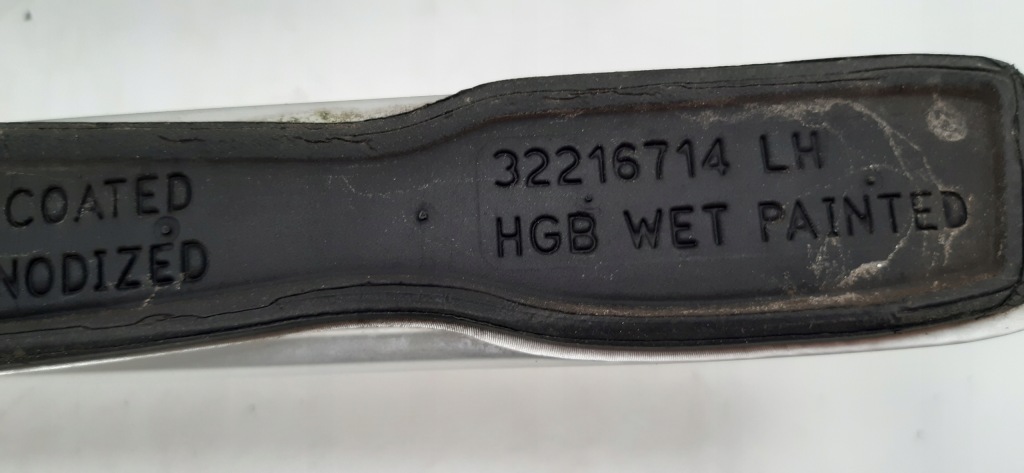 COATED
NODIZED
32216714 LH
HGB WET PAINTED